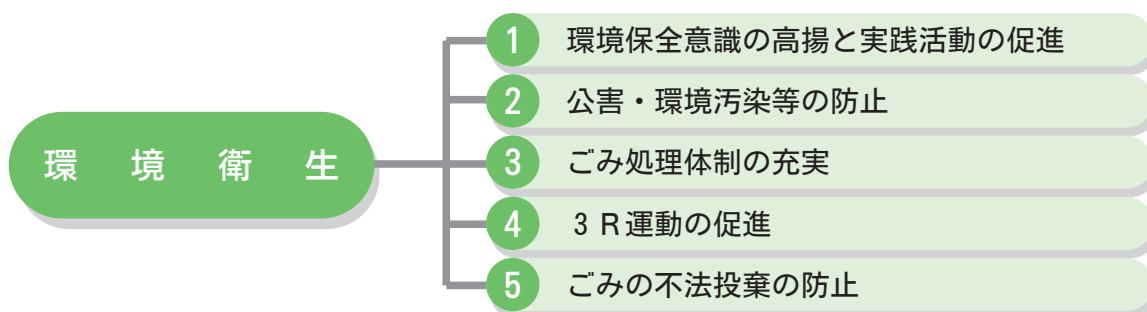 環境衛生
1 環境保全意識の高揚と実践活動の促進
2 公害・環境汚染等の防止
3 ごみ処理体制の充実
4 3R運動の促進
5 ごみの不法投棄の防止